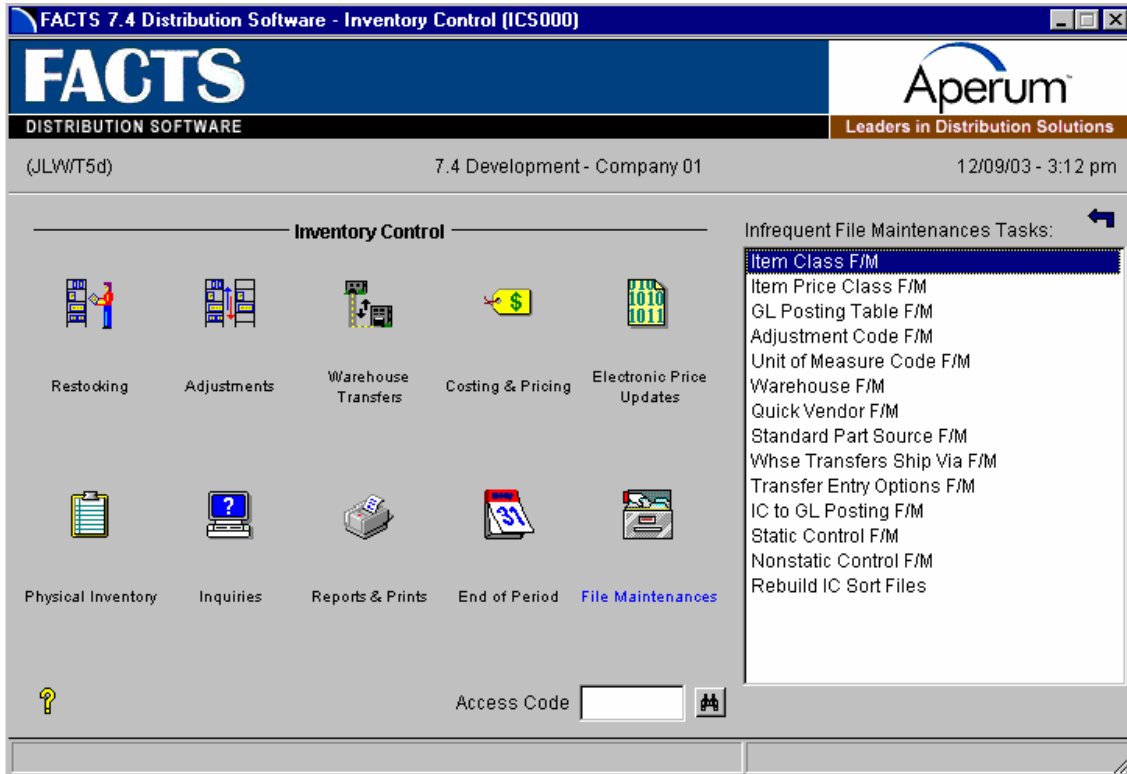 FACTS 7.4 Distribution Software - Inventory Control (ICS000)
FACTS
DISTRIBUTION SOFTWARE
Aperum™
Leaders in Distribution Solutions
(JLW/T5d)
7.4 Development - Company 01
12/09/03 - 3:12 pm
Inventory Control
Restocking
Adjustments
Warehouse
Transfers
$
Costing & Pricing
1010
1011
Electronic Price
Updates
Physical Inventory
?
Inquiries
Reports & Prints
31
End of Period
File Maintenances
?
Access Code
Infrequent File Maintenances Tasks:
Item Class F/M
Item Price Class F/M
GL Posting Table F/M
Adjustment Code F/M
Unit of Measure Code F/M
Warehouse F/M
Quick Vendor F/M
Standard Part Source F/M
Whse Transfers Ship Via F/M
Transfer Entry Options F/M
IC to GL Posting F/M
Static Control F/M
Nonstatic Control F/M
Rebuild IC Sort Files